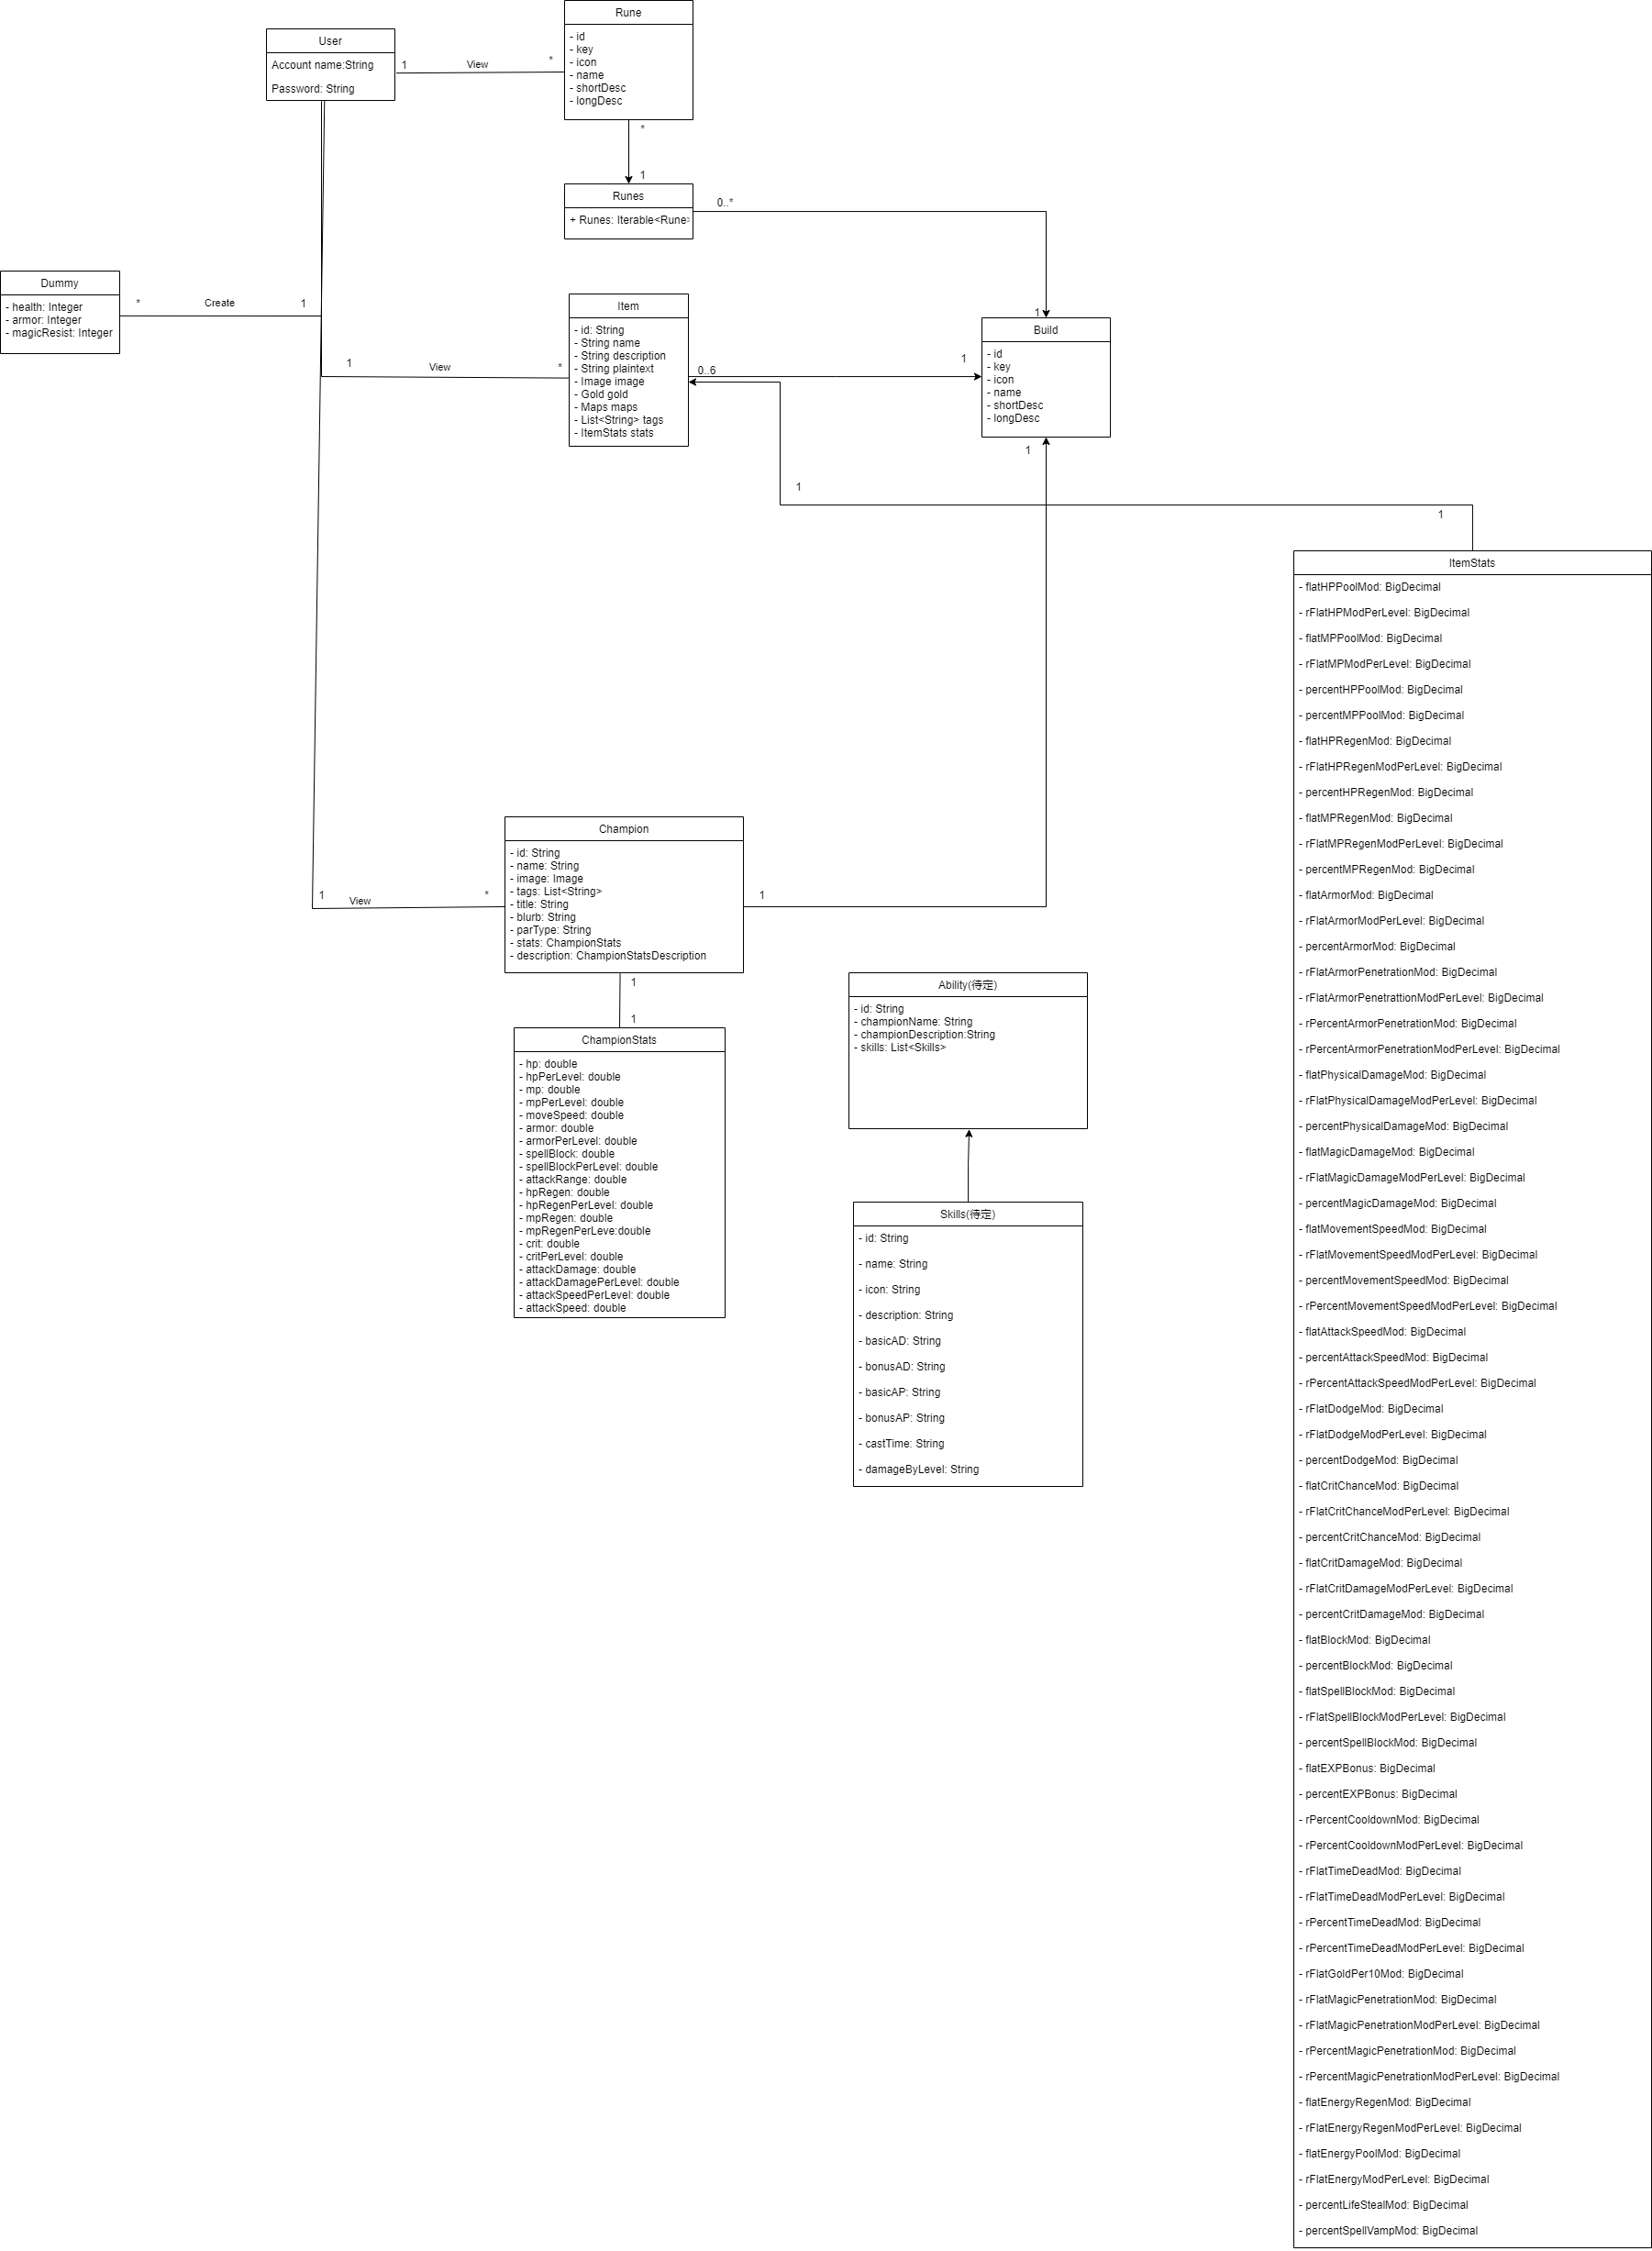 Rune
- id
- key
- icon
- name
- shortDesc
- longDesc
User
Account name:String
Password: String
1
View
*
*
1
Runes
+ Runes: Iterable<Rune>
0..*
Dummy
- health: Integer
- armor: Integer
- magicResist: Integer
*
Create
1
Item
- id: String
- String name
- String description
- String plaintext
- Image image
- Gold gold
- Maps maps
- List<String> tags
- ItemStats stats
1
View
*
0..6
1
1
Build
- id
- key
- icon
- name
- shortDesc
- longDesc
1
1
1
ItemStats
- flatHPPoolMod: BigDecimal
- rFlatHPModPerLevel: BigDecimal
- flatMPPoolMod: BigDecimal
- rFlatMPModPerLevel: BigDecimal
- percentHPPoolMod: BigDecimal
- percentMPPoolMod: BigDecimal
- flatHPRegenMod: BigDecimal
- rFlatHPRegenModPerLevel: BigDecimal
- percentHPRegenMod: BigDecimal
- flatMPRegenMod: BigDecimal
- rFlatMPRegenModPerLevel: BigDecimal
- percentMPRegenMod: BigDecimal
- flatArmorMod: BigDecimal
- rFlatArmorModPerLevel: BigDecimal
- percentArmorMod: BigDecimal
- rFlatArmorPenetrationMod: BigDecimal
- rFlatArmorPenetrattionModPerLevel: BigDecimal
- rPercentArmorPenetrationMod: BigDecimal
- rPercentArmorPenetrationModPerLevel: BigDecimal
- flatPhysicalDamageMod: BigDecimal
- rFlatPhysicalDamageModPerLevel: BigDecimal
- percentPhysicalDamageMod: BigDecimal
- flatMagicDamageMod: BigDecimal
- rFlatMagicDamageModPerLevel: BigDecimal
- percentMagicDamageMod: BigDecimal
- flatMovementSpeedMod: BigDecimal
- rFlatMovementSpeedModPerLevel: BigDecimal
- percentMovementSpeedMod: BigDecimal
- rPercentMovementSpeedModPerLevel: BigDecimal
- flatAttackSpeedMod: BigDecimal
- percentAttackSpeedMod: BigDecimal
- rPercentAttackSpeedModPerLevel: BigDecimal
- rFlatDodgeMod: BigDecimal
- rFlatDodgeModPerLevel: BigDecimal
- percentDodgeMod: BigDecimal
- flatCritChanceMod: BigDecimal
- rFlatCritChanceModPerLevel: BigDecimal
- percentCritChanceMod: BigDecimal
- flatCritDamageMod: BigDecimal
- rFlatCritDamageModPerLevel: BigDecimal
- percentCritDamageMod: BigDecimal
- flatBlockMod: BigDecimal
- percentBlockMod: BigDecimal
- flatSpellBlockMod: BigDecimal
- rFlatSpellBlockModPerLevel: BigDecimal
- percentSpellBlockMod: BigDecimal
- flatEXPBonus: BigDecimal
- percentEXPBonus: BigDecimal
- rPercentCooldownMod: BigDecimal
- rPercentCooldownModPerLevel: BigDecimal
- rFlatTimeDeadMod: BigDecimal
- rFlatTimeDeadModPerLevel: BigDecimal
- rPercentTimeDeadMod: BigDecimal
- rPercentTimeDeadModPerLevel: BigDecimal
- rFlatGoldPer10Mod: BigDecimal
- rFlatMagicPenetrationMod: BigDecimal
- rFlatMagicPenetrationModPerLevel: BigDecimal
- rPercentMagicPenetrationMod: BigDecimal
- rPercentMagicPenetrationModPerLevel: BigDecimal
- flatEnergyRegenMod: BigDecimal
- rFlatEnergyRegenModPerLevel: BigDecimal
- flatEnergyPoolMod: BigDecimal
- rFlatEnergyModPerLevel: BigDecimal
- percentLifeStealMod: BigDecimal
- percentSpellVampMod: BigDecimal
Champion
- id: String
- name: String
- image: Image
- tags: List<String>
- title: String
- blurb: String
- parType: String
- stats: ChampionStats
- description: ChampionStatsDescription
1
View
*
1
1
1
ChampionStats
- hp: double
- hpPerLevel: double
- mp: double
- mpPerLevel: double
- moveSpeed: double
- armor: double
- armorPerLevel: double
- spellBlock: double
- spellBlockPerLevel: double
- attackRange: double
- hpRegen: double
- hpRegenPerLevel: double
- mpRegen: double
- mpRegenPerLeve:double
- crit: double
- critPerLevel: double
- attackDamage: double
- attackDamagePerLevel: double
- attackSpeedPerLevel: double
- attackSpeed: double
Ability(待定)
- id: String
- championName: String
- championDescription:String
- skills: List<Skills>
Skills(待定)
- id: String
- name: String
- icon: String
- description: String
- basicAD: String
- bonusAD: String
- basicAP: String
- bonusAP: String
- castTime: String
- damageByLevel: String